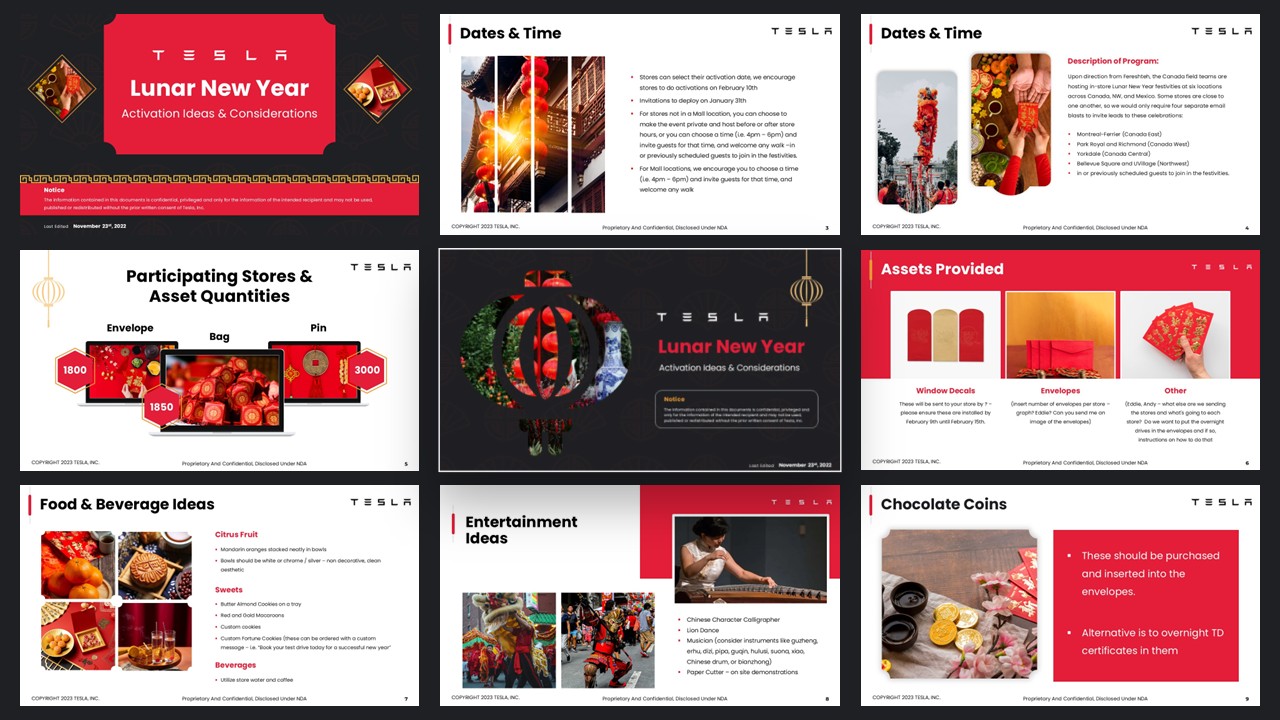 TESLA
Lunar New Year
Activation Ideas & Considerations
Notice
The information contained in this documents is confidential, privileged and only for the information of the intended recipient and may not be used,
published or redistributed without the prior written consent of Tesla, Inc.
Last Edited: November 23rd, 2022
Dates & Time
TESLA
• Stores can select their activation date, we encourage
stores to do activations on February 10th
• Invitations to deploy on January 31th
• For stores not in a Mall location, you can choose to
make the event private and host before or after store
hours, or you can choose a time (i.e. 4pm – 6pm) and
invite guests for that time, and welcome any walk –in
or previously scheduled guests to join in the festivities.
• For Mall locations, we encourage you to choose a time
(i.e. 4pm – 6pm) and invite guests for that time, and
welcome any walk
COPYRIGHT 2023 TESLA, INC.
Proprietary And Confidential, Disclosed Under NDA
3
Dates & Time
TESLA
Description of Program:
Upon direction from Fereshteh, the Canada field teams are
hosting in-store Lunar New Year festivities at six locations
across Canada, NW, and Mexico. Some stores are close to
one another, so we would only require four separate email
blasts to invite leads to these celebrations:
• Montreal-Ferrier (Canada East)
• Park Royal and Richmond (Canada West)
• Yorkdale (Canada Central)
• Bellevue Square and UVillage (Northwest)
• in or previously scheduled guests to join in the festivities.
COPYRIGHT 2023 TESLA, INC.
Proprietary And Confidential, Disclosed Under NDA
4
Participating Stores &
Asset Quantities
TESLA
Envelope
Bag
Pin
1800
1850
3000
COPYRIGHT 2023 TESLA, INC.
Proprietary And Confidential, Disclosed Under NDA
5
TESLA
Lunar New Year
Activation Ideas & Considerations
Notice
The information contained in this documents is confidential, privileged and only
for the information of the intended recipient and may not be used,
published or redistributed without the prior written consent of Tesla, Inc.
Last Edited: November 23rd, 2022
Assets Provided
TESLA
Window Decals
These will be sent to your store by ? –
please ensure these are installed by
February 9th until February 15th.
Envelopes
(Insert number of envelopes per store –
graph? Eddie? Can you send me an
image of the envelopes)
Other
(Eddie, Andy – what else are we sending
the stores and what's going to each
store? Do we want to put the overnight
drives in the envelopes and if so,
instructions on how to do that
COPYRIGHT 2023 TESLA, INC.
Proprietary And Confidential, Disclosed Under NDA
6
Food & Beverage Ideas
TESLA
Citrus Fruit
• Mandarin oranges stacked neatly in bowls
• Bowls should be white or chrome / silver – non decorative, clean
aesthetic
Sweets
• Butter Almond Cookies on a tray
• Red and Gold Macaroons
• Custom cookies
• Custom Fortune Cookies (these can be ordered with a custom
message – i.e. "Book your test drive today for a successful new year"
Beverages
• Utilize store water and coffee
COPYRIGHT 2023 TESLA, INC.
Proprietary And Confidential, Disclosed Under NDA
7
Entertainment
Ideas
TESLA
• Chinese Character Calligrapher
• Lion Dance
• Musician (consider instruments like guzheng,
erhu, dizi, pipa, guqin, hulusi, suona, xiao,
Chinese drum, or bianzhong)
• Paper Cutter – on site demonstrations
COPYRIGHT 2023 TESLA, INC.
Proprietary And Confidential, Disclosed Under NDA
8
Chocolate Coins
TESLA
• These should be purchased
and inserted into the
envelopes.
• Alternative is to overnight TD
certificates in them
COPYRIGHT 2023 TESLA, INC.
Proprietary And Confidential, Disclosed Under NDA
9